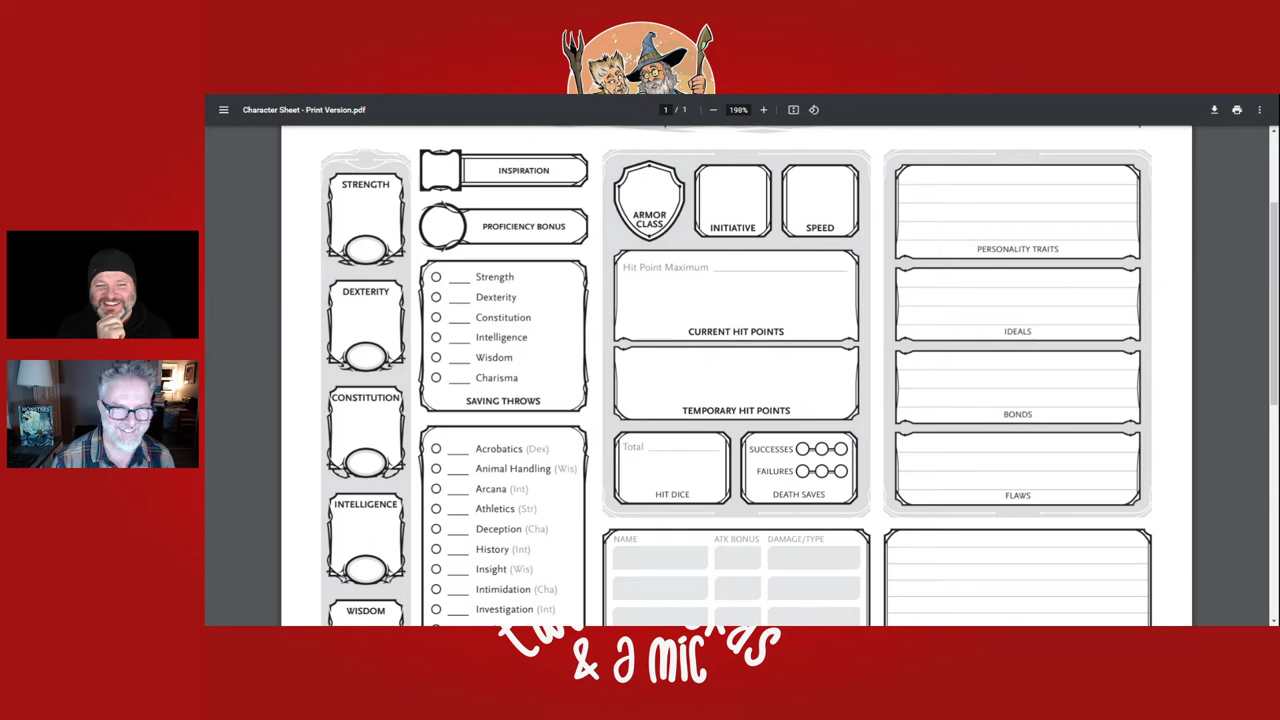 Character Sheet - Print Version.pdf
1 / 1
198%
STRENGTH
DEXTERITY
CONSTITUTION
INTELLIGENCE
WISDOM
INSPIRATION
PROFICIENCY BONUS
Strength
Dexterity
Constitution
Intelligence
Wisdom
Charisma
SAVING THROWS
Acrobatics (Dex)
Animal Handling (Wis)
Arcana (Int)
Athletics (Str)
Deception (Cha)
History (Int)
Insight (Wis)
Intimidation (Cha)
Investigation (Int)
ARMOR
CLASS
INITIATIVE
SPEED
Hit Point Maximum
CURRENT HIT POINTS
TEMPORARY HIT POINTS
Total
HIT DICE
SUCCESSES
FAILURES
DEATH SAVES
NAME ATK BONUS DAMAGE/TYPE
PERSONALITY TRAITS
IDEALS
BONDS
FLAWS
MONSTERS
& a mic